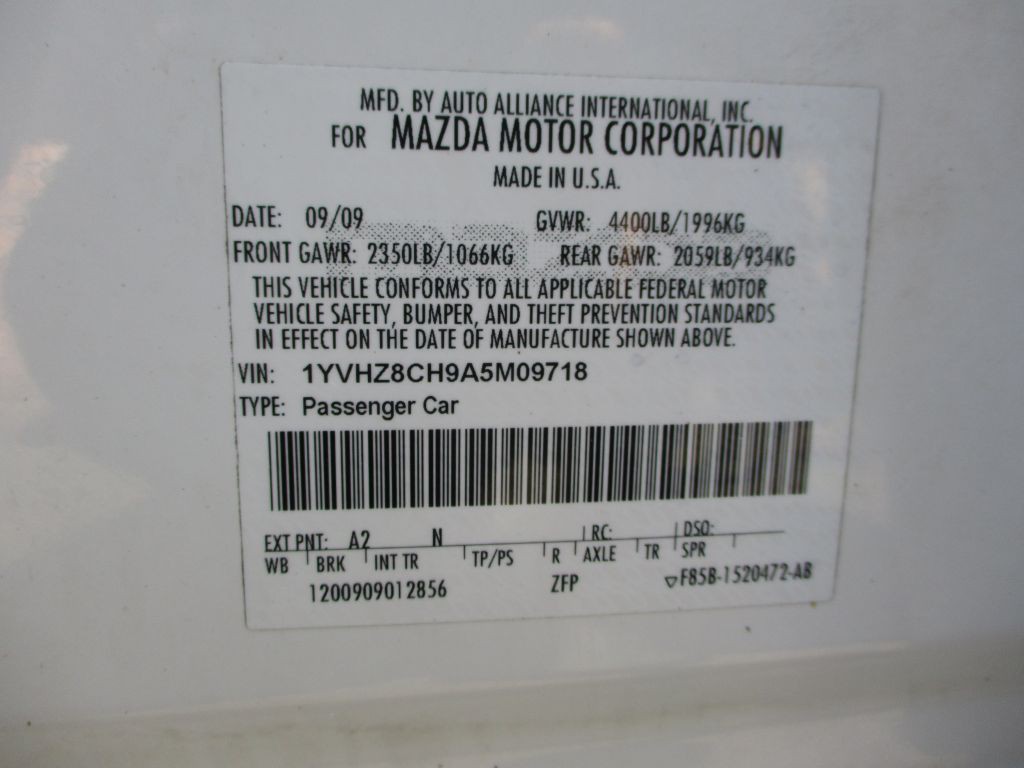 MFD. BY AUTO ALLIANCE INTERNATIONAL, INC.
FOR MAZDA MOTOR CORPORATION
MADE IN U.S.A.
DATE: 09/09 GVWR: 4400LB/1996KG
FRONT GAWR: 2350LB/1066KG REAR GAWR: 2059LB/934KG
THIS VEHICLE CONFORMS TO ALL APPLICABLE FEDERAL MOTOR
VEHICLE SAFETY, BUMPER, AND THEFT PREVENTION STANDARDS
IN EFFECT ON THE DATE OF MANUFACTURE SHOWN ABOVE.
VIN: 1YVHZ8CH9A5M09718
TYPE: Passenger Car
EXT PNT: A2 N RC: DSO:
WB BRK INT TR TP/PS R AXLE TR SPR
1200909012856 ZFP ▽F85B-1520472-AB